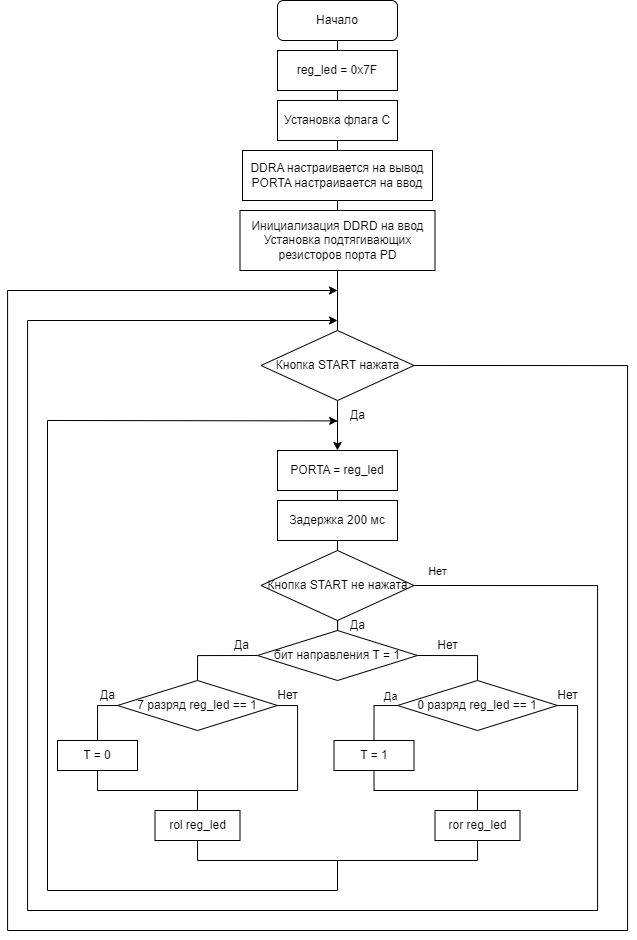 Начало
reg_led = 0x7F
Установка флага C
DDRA настраивается на вывод
PORTA настраивается на ввод
Инициализация DDRD на ввод
Установка подтягивающих
резисторов порта PD
Кнопка START нажата
Да
PORTA = reg_led
Задержка 200 мс
Кнопка START не нажата
Нет
Да
Да
бит направления T = 1
Нет
Да
7 разряд reg_led == 1
Нет
Да
0 разряд reg_led == 1
Нет
T = 0
T = 1
rol reg_led
ror reg_led